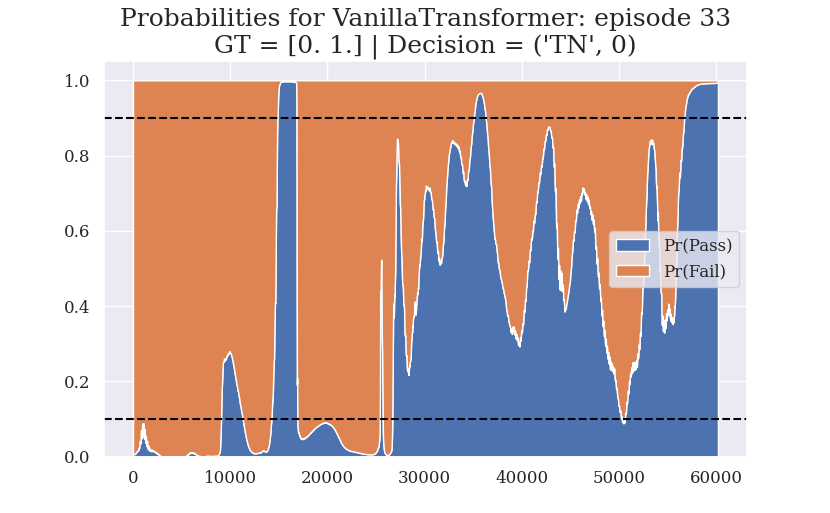 Probabilities for VanillaTransformer: episode 33
GT = [0. 1.] | Decision = ('TN', 0)
1.0
0.8
0.6
0.4
0.2
0.0
Pr(Pass)
Pr(Fail)
0 10000 20000 30000 40000 50000 60000